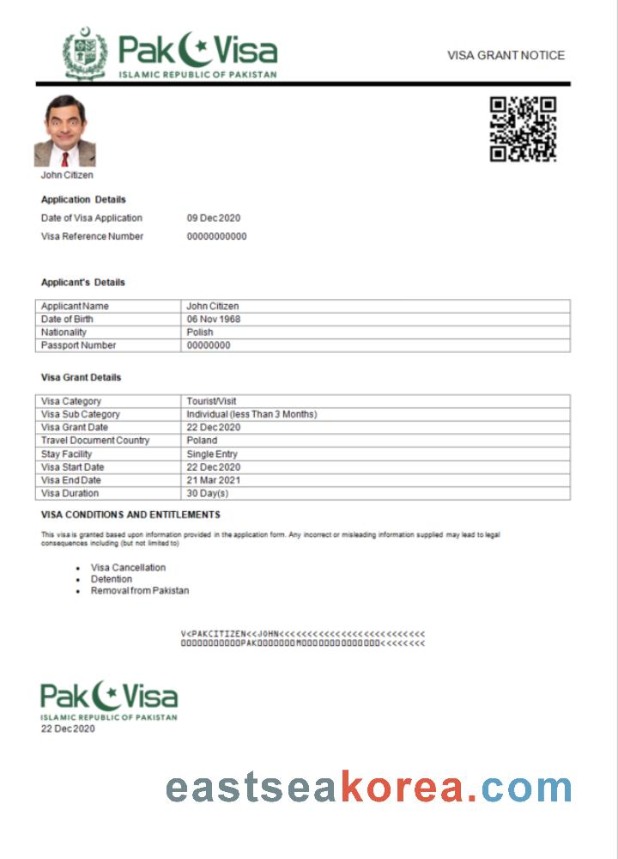 Pak Visa
ISLAMIC REPUBLIC OF PAKISTAN
VISA GRANT NOTICE
John Citizen
Application Details
Date of Visa Application 09 Dec 2020
Visa Reference Number 00000000000
Applicant's Details
Applicant Name John Citizen
Date of Birth 06 Nov 1968
Nationality Polish
Passport Number 00000000
Visa Grant Details
Visa Category Tourist/Visit
Visa Sub Category Individual (less Than 3 Months)
Visa Grant Date 22 Dec 2020
Travel Document Country Poland
Stay Facility Single Entry
Visa Start Date 22 Dec 2020
Visa End Date 21 Mar 2021
Visa Duration 30 Day(s)
VISA CONDITIONS AND ENTITLEMENTS
This visa is granted based upon information provided in the application form. Any incorrect or misleading information supplied may lead to legal
consequences including (but not limited to)
• Visa Cancellation
• Detention
• Removal from Pakistan
V<PAKCITIZEN<<JOHN<<<<<<<<<<<<<<<<<<<<<<<<<<
Pak Visa
ISLAMIC REPUBLIC OF PAKISTAN
22 Dec 2020
eastseakorea.com